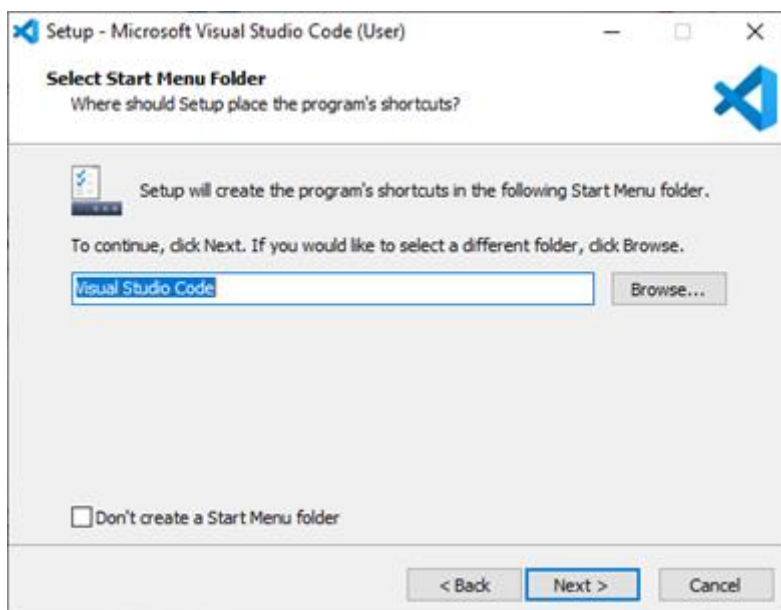 Setup - Microsoft Visual Studio Code (User)
Select Start Menu Folder
Where should Setup place the program's shortcuts?
Setup will create the program's shortcuts in the following Start Menu folder.
To continue, click Next. If you would like to select a different folder, click Browse.
Visual Studio Code
Browse...
Don't create a Start Menu folder
< Back
Next >
Cancel